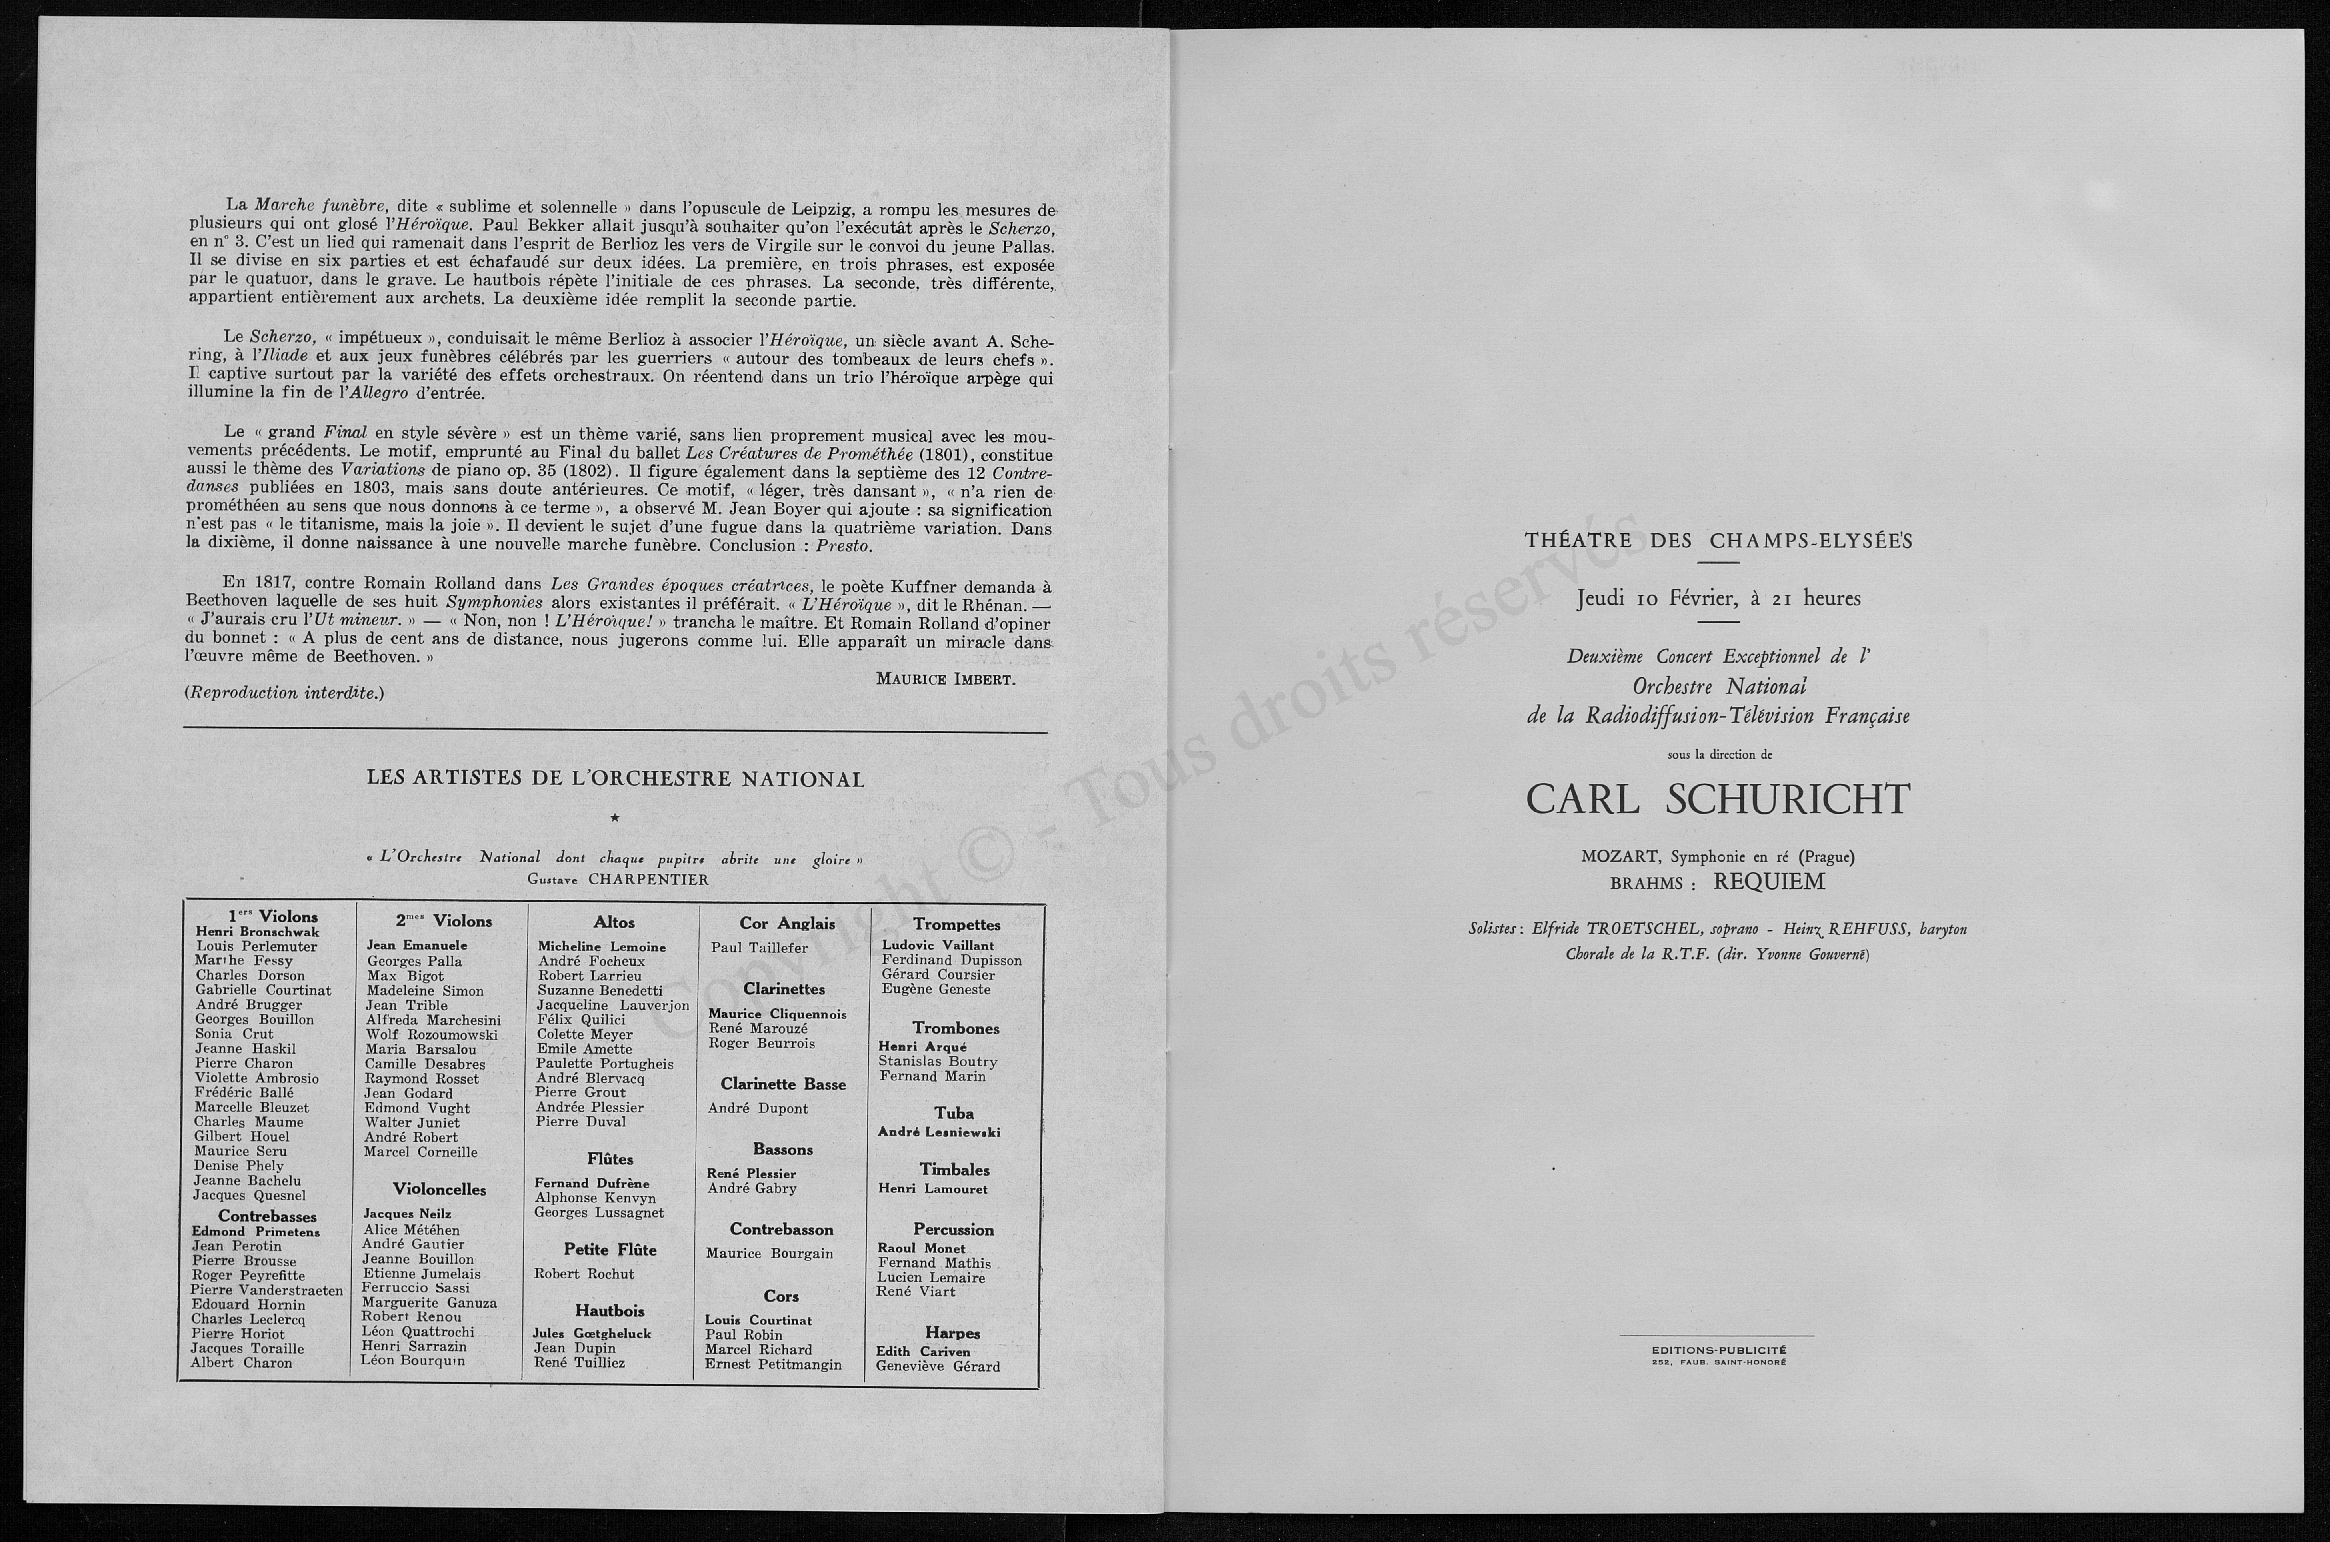 La Marche funèbre, dite « sublime et solennelle » dans l'opuscule de Leipzig, a rompu les mesures de
plusieurs qui ont glosé l'Héroïque. Paul Bekker allait jusqu'à souhaiter qu'on l'exécutât après le Scherzo,
en n° 3. C'est un lied qui ramenait dans l'esprit de Berlioz les vers de Virgile sur le convoi du jeune Pallas.
Il se divise en six parties et est échafaudé sur deux idées. La première, en trois phrases, est exposée
par le quatuor, dans le grave. Le hautbois répète l'initiale de ces phrases. La seconde, très différente,
appartient entièrement aux archets. La deuxième idée remplit la seconde partie.
Le Scherzo, « impétueux », conduisait le même Berlioz à associer l'Héroïque, un siècle avant A. Sche-
ring, à l'Iliade et aux jeux funèbres célébrés par les guerriers « autour des tombeaux de leurs chefs ».
Il captive surtout par la variété des effets orchestraux. On réentend dans un trio l'héroïque arpège qui
illumine la fin de l'Allegro d'entrée.
Le « grand Final en style sévère » est un thème varié, sans lien proprement musical avec les mou-
vements précédents. Le motif, emprunté au Final du ballet Les Créatures de Prométhée (1801), constitue
aussi le thème des Variations de piano op. 35 (1802). Il figure également dans la septième des 12 Contre-
danses publiées en 1803, mais sans doute antérieures. Ce motif, « léger, très dansant », « n'a rien de
prométhéen au sens que nous donnons à ce terme », a observé M. Jean Boyer qui ajoute : sa signification
n'est pas « le titanisme, mais la joie ». Il devient le sujet d'une fugue dans la quatrième variation. Dans
la dixième, il donne naissance à une nouvelle marche funèbre. Conclusion : Presto.
En 1817, contre Romain Rolland dans Les Grandes époques créatrices, le poète Kuffner demanda à
Beethoven laquelle de ses huit Symphonies alors existantes il préférait. « L'Héroïque », dit le Rhénan. —
« J'aurais cru l'Ut mineur. » — « Non, non ! L'Héroïque! » trancha le maître. Et Romain Rolland d'opiner
du bonnet : « A plus de cent ans de distance, nous jugerons comme lui. Elle apparaît un miracle dans
l'œuvre même de Beethoven. »
MAURICE IMBERT.
(Reproduction interdite.)
LES ARTISTES DE L'ORCHESTRE NATIONAL
★
« L'Orchestre National dont chaque pupitre abrite une gloire »
Gustave CHARPENTIER
1ers Violons
Henri Bronschwak
Louis Perlemuter
Marthe Fessy
Charles Dorson
Gabrielle Courtinat
André Brugger
Georges Bouillon
Sonia Crut
Jeanne Haskil
Pierre Charon
Violette Ambrosio
Frédéric Ballé
Marcelle Bleuzet
Charles Maume
Gilbert Houel
Maurice Seru
Denise Phely
Jeanne Bachelu
Jacques Quesnel
Contrebasses
Edmond Primetens
Jean Perotin
Pierre Brousse
Roger Peyrefitte
Pierre Vanderstraeten
Edouard Hornin
Charles Leclercq
Pierre Horiot
Jacques Toraille
Albert Charon
2mes Violons
Jean Emanuele
Georges Palla
Max Bigot
Madeleine Simon
Jean Trible
Alfreda Marchesini
Wolf Rozoumowski
Maria Barsalou
Camille Desabres
Raymond Rosset
Jean Godard
Edmond Vught
Walter Juniet
André Robert
Marcel Corneille
Violoncelles
Jacques Neilz
Alice Météhen
André Gautier
Jeanne Bouillon
Etienne Jumelais
Ferruccio Sassi
Marguerite Ganuza
Robert Renou
Léon Quattrochi
Henri Sarrazin
Léon Bourquin
Altos
Micheline Lemoine
André Focheux
Robert Larrieu
Suzanne Benedetti
Jacqueline Lauverjon
Félix Quilici
Colette Meyer
Emile Amette
Paulette Portugheis
André Blervacq
Pierre Grout
Andrée Plessier
Pierre Duval
Flûtes
Fernand Dufrène
Alphonse Kenvyn
Georges Lussagnet
Petite Flûte
Robert Rochut
Hautbois
Jules Gœtgheluck
Jean Dupin
René Tuilliez
Cor Anglais
Paul Taillefer
Clarinettes
Maurice Cliquennois
René Marouzé
Roger Beurrois
Clarinette Basse
André Dupont
Bassons
René Plessier
André Gabry
Contrebasson
Maurice Bourgain
Cors
Louis Courtinat
Paul Robin
Marcel Richard
Ernest Petitmangin
Trompettes
Ludovic Vaillant
Ferdinand Dupisson
Gérard Coursier
Eugène Geneste
Trombones
Henri Arqué
Stanislas Boutry
Fernand Marin
Tuba
André Lesniewski
Timbales
Henri Lamouret
Percussion
Raoul Monet
Fernand Mathis
Lucien Lemaire
René Viart
Harpes
Edith Cariven
Geneviève Gérard
Copyright © - Tous droits réservés
THÉATRE DES CHAMPS-ELYSÉE'S
Jeudi 10 Février, à 21 heures
Deuxième Concert Exceptionnel de l'
Orchestre National
de la Radiodiffusion-Télévision Française
sous la direction de
CARL SCHURICHT
MOZART, Symphonie en ré (Prague)
BRAHMS : REQUIEM
Solistes : Elfride TROETSCHEL, soprano - Heinz REHFUSS, baryton
Chorale de la R.T.F. (dir. Yvonne Gouverné)
EDITIONS-PUBLICITÉ
252, FAUB. SAINT-HONORÉ